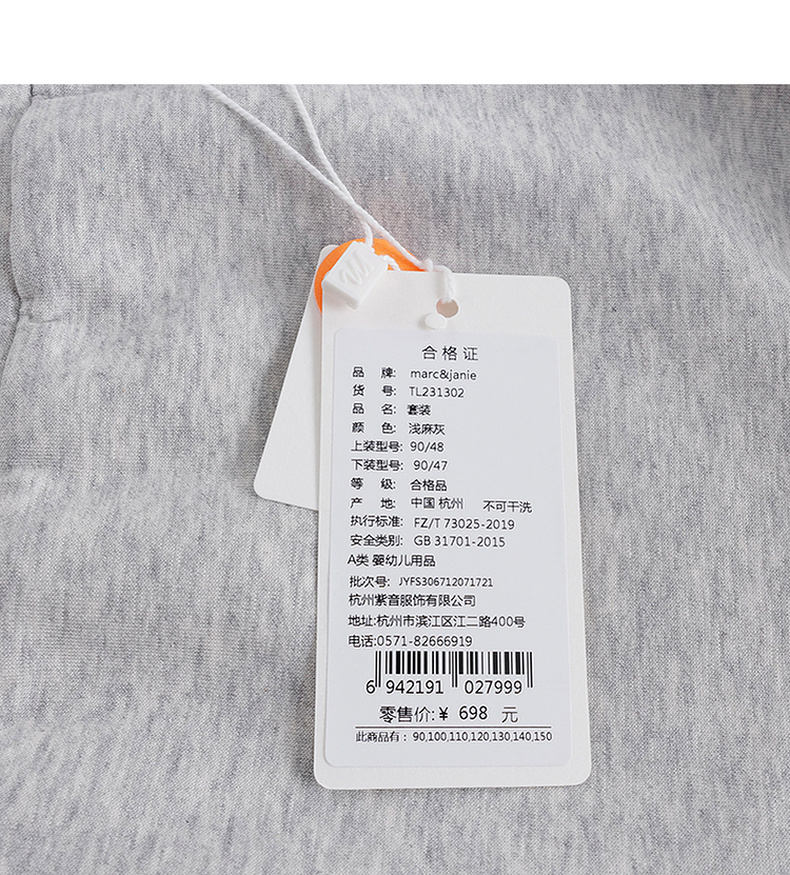 合格证
品 牌: marc&janie
货 号: TL231302
品 名: 套装
颜 色: 浅麻灰
上装型号: 90/48
下装型号: 90/47
等 级: 合格品
产 地: 中国 杭州 不可干洗
执行标准: FZ/T 73025-2019
安全类别: GB 31701-2015
A类 婴幼儿用品
批次号: JYFS306712071721
杭州紫音服饰有限公司
地址:杭州市滨江区江二路400号
电话:0571-82666919
6 942191 027999
零售价:¥ 698 元
此商品有: 90,100,110,120,130,140,150